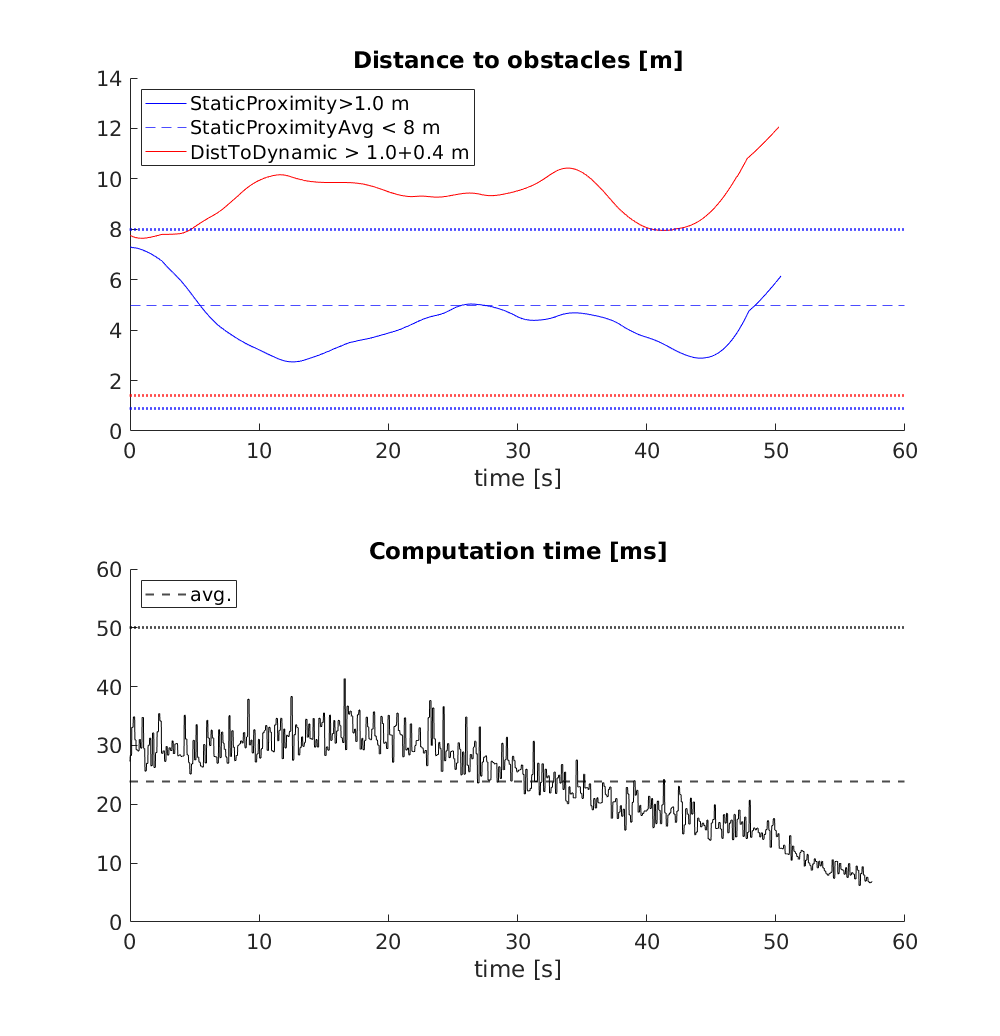 Distance to obstacles [m]
14
12
10
8
6
4
2
0
StaticProximity>1.0 m
StaticProximityAvg < 8 m
DistToDynamic > 1.0+0.4 m
0 10 20 30 40 50 60
time [s]
Computation time [ms]
60
50
40
30
20
10
0
avg.
0 10 20 30 40 50 60
time [s]